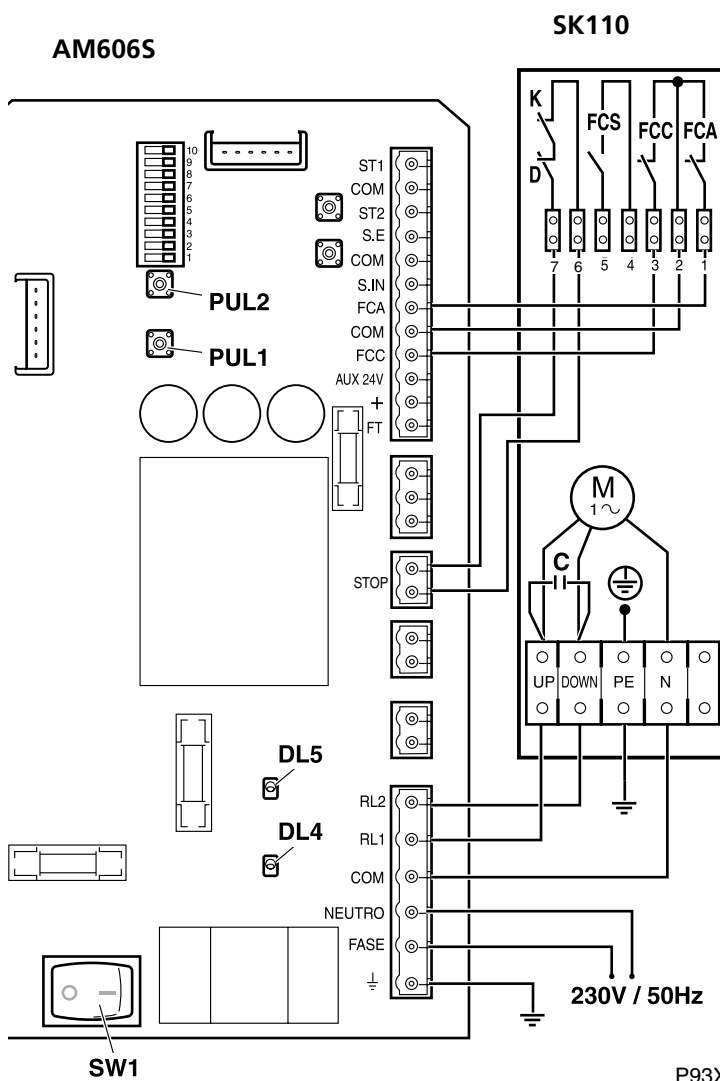 SK110
AM606S
K
FCS
FCC
FCA
D
7
6
5
4
3
2
1
10
9
8
7
6
5
4
3
2
1
PUL2
PUL1
ST1
COM
ST2
S.E
COM
S.IN
FCA
COM
FCC
AUX 24V
+
FT
STOP
M
1~
C
UP
DOWN
PE
N
DL5
DL4
RL2
RL1
COM
NEUTRO
FASE
230V / 50Hz
SW1
P93X